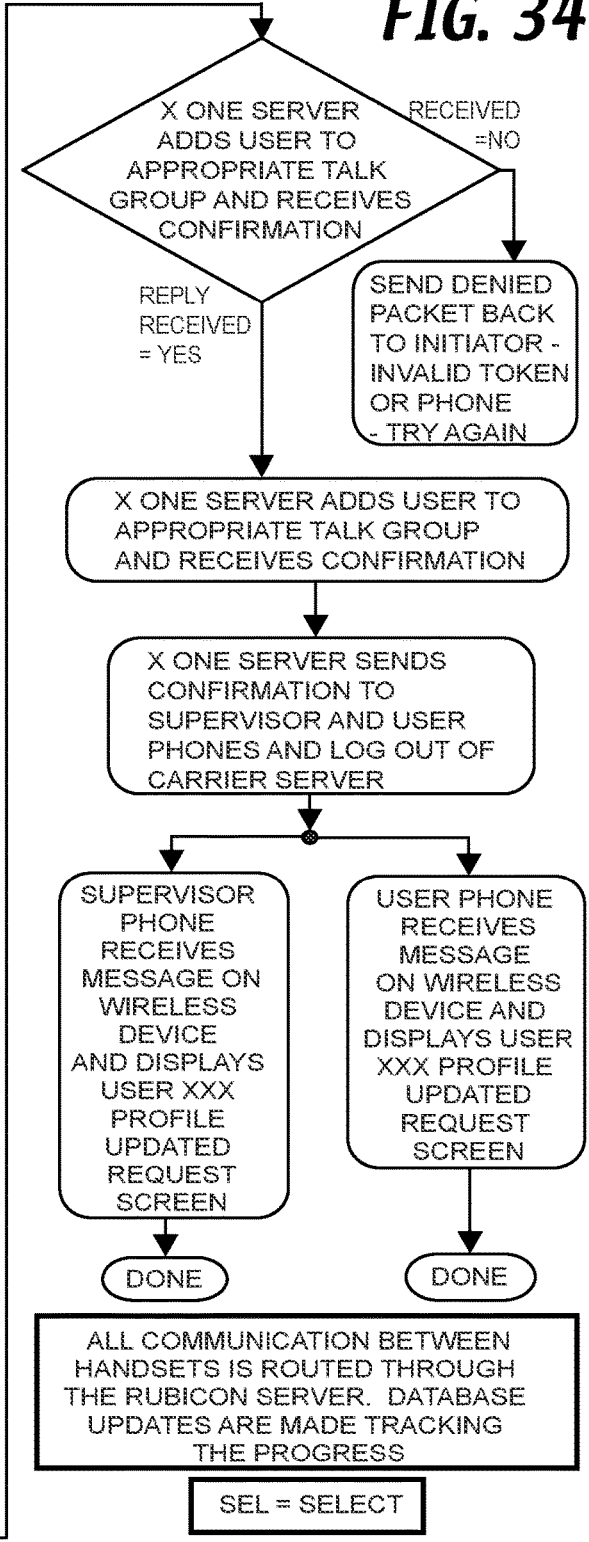 FIG. 34
X ONE SERVER
ADDS USER TO
APPROPRIATE TALK
GROUP AND RECEIVES
CONFIRMATION
RECEIVED
=NO
REPLY
RECEIVED
= YES
SEND DENIED
PACKET BACK
TO INITIATOR -
INVALID TOKEN
OR PHONE
- TRY AGAIN
X ONE SERVER ADDS USER TO
APPROPRIATE TALK GROUP
AND RECEIVES CONFIRMATION
X ONE SERVER SENDS
CONFIRMATION TO
SUPERVISOR AND USER
PHONES AND LOG OUT OF
CARRIER SERVER
SUPERVISOR
PHONE
RECEIVES
MESSAGE ON
WIRELESS
DEVICE
AND DISPLAYS
USER XXX
PROFILE
UPDATED
REQUEST
SCREEN
USER PHONE
RECEIVES
MESSAGE
ON WIRELESS
DEVICE AND
DISPLAYS USER
XXX PROFILE
UPDATED
REQUEST
SCREEN
DONE
DONE
ALL COMMUNICATION BETWEEN
HANDSETS IS ROUTED THROUGH
THE RUBICON SERVER. DATABASE
UPDATES ARE MADE TRACKING
THE PROGRESS
SEL = SELECT